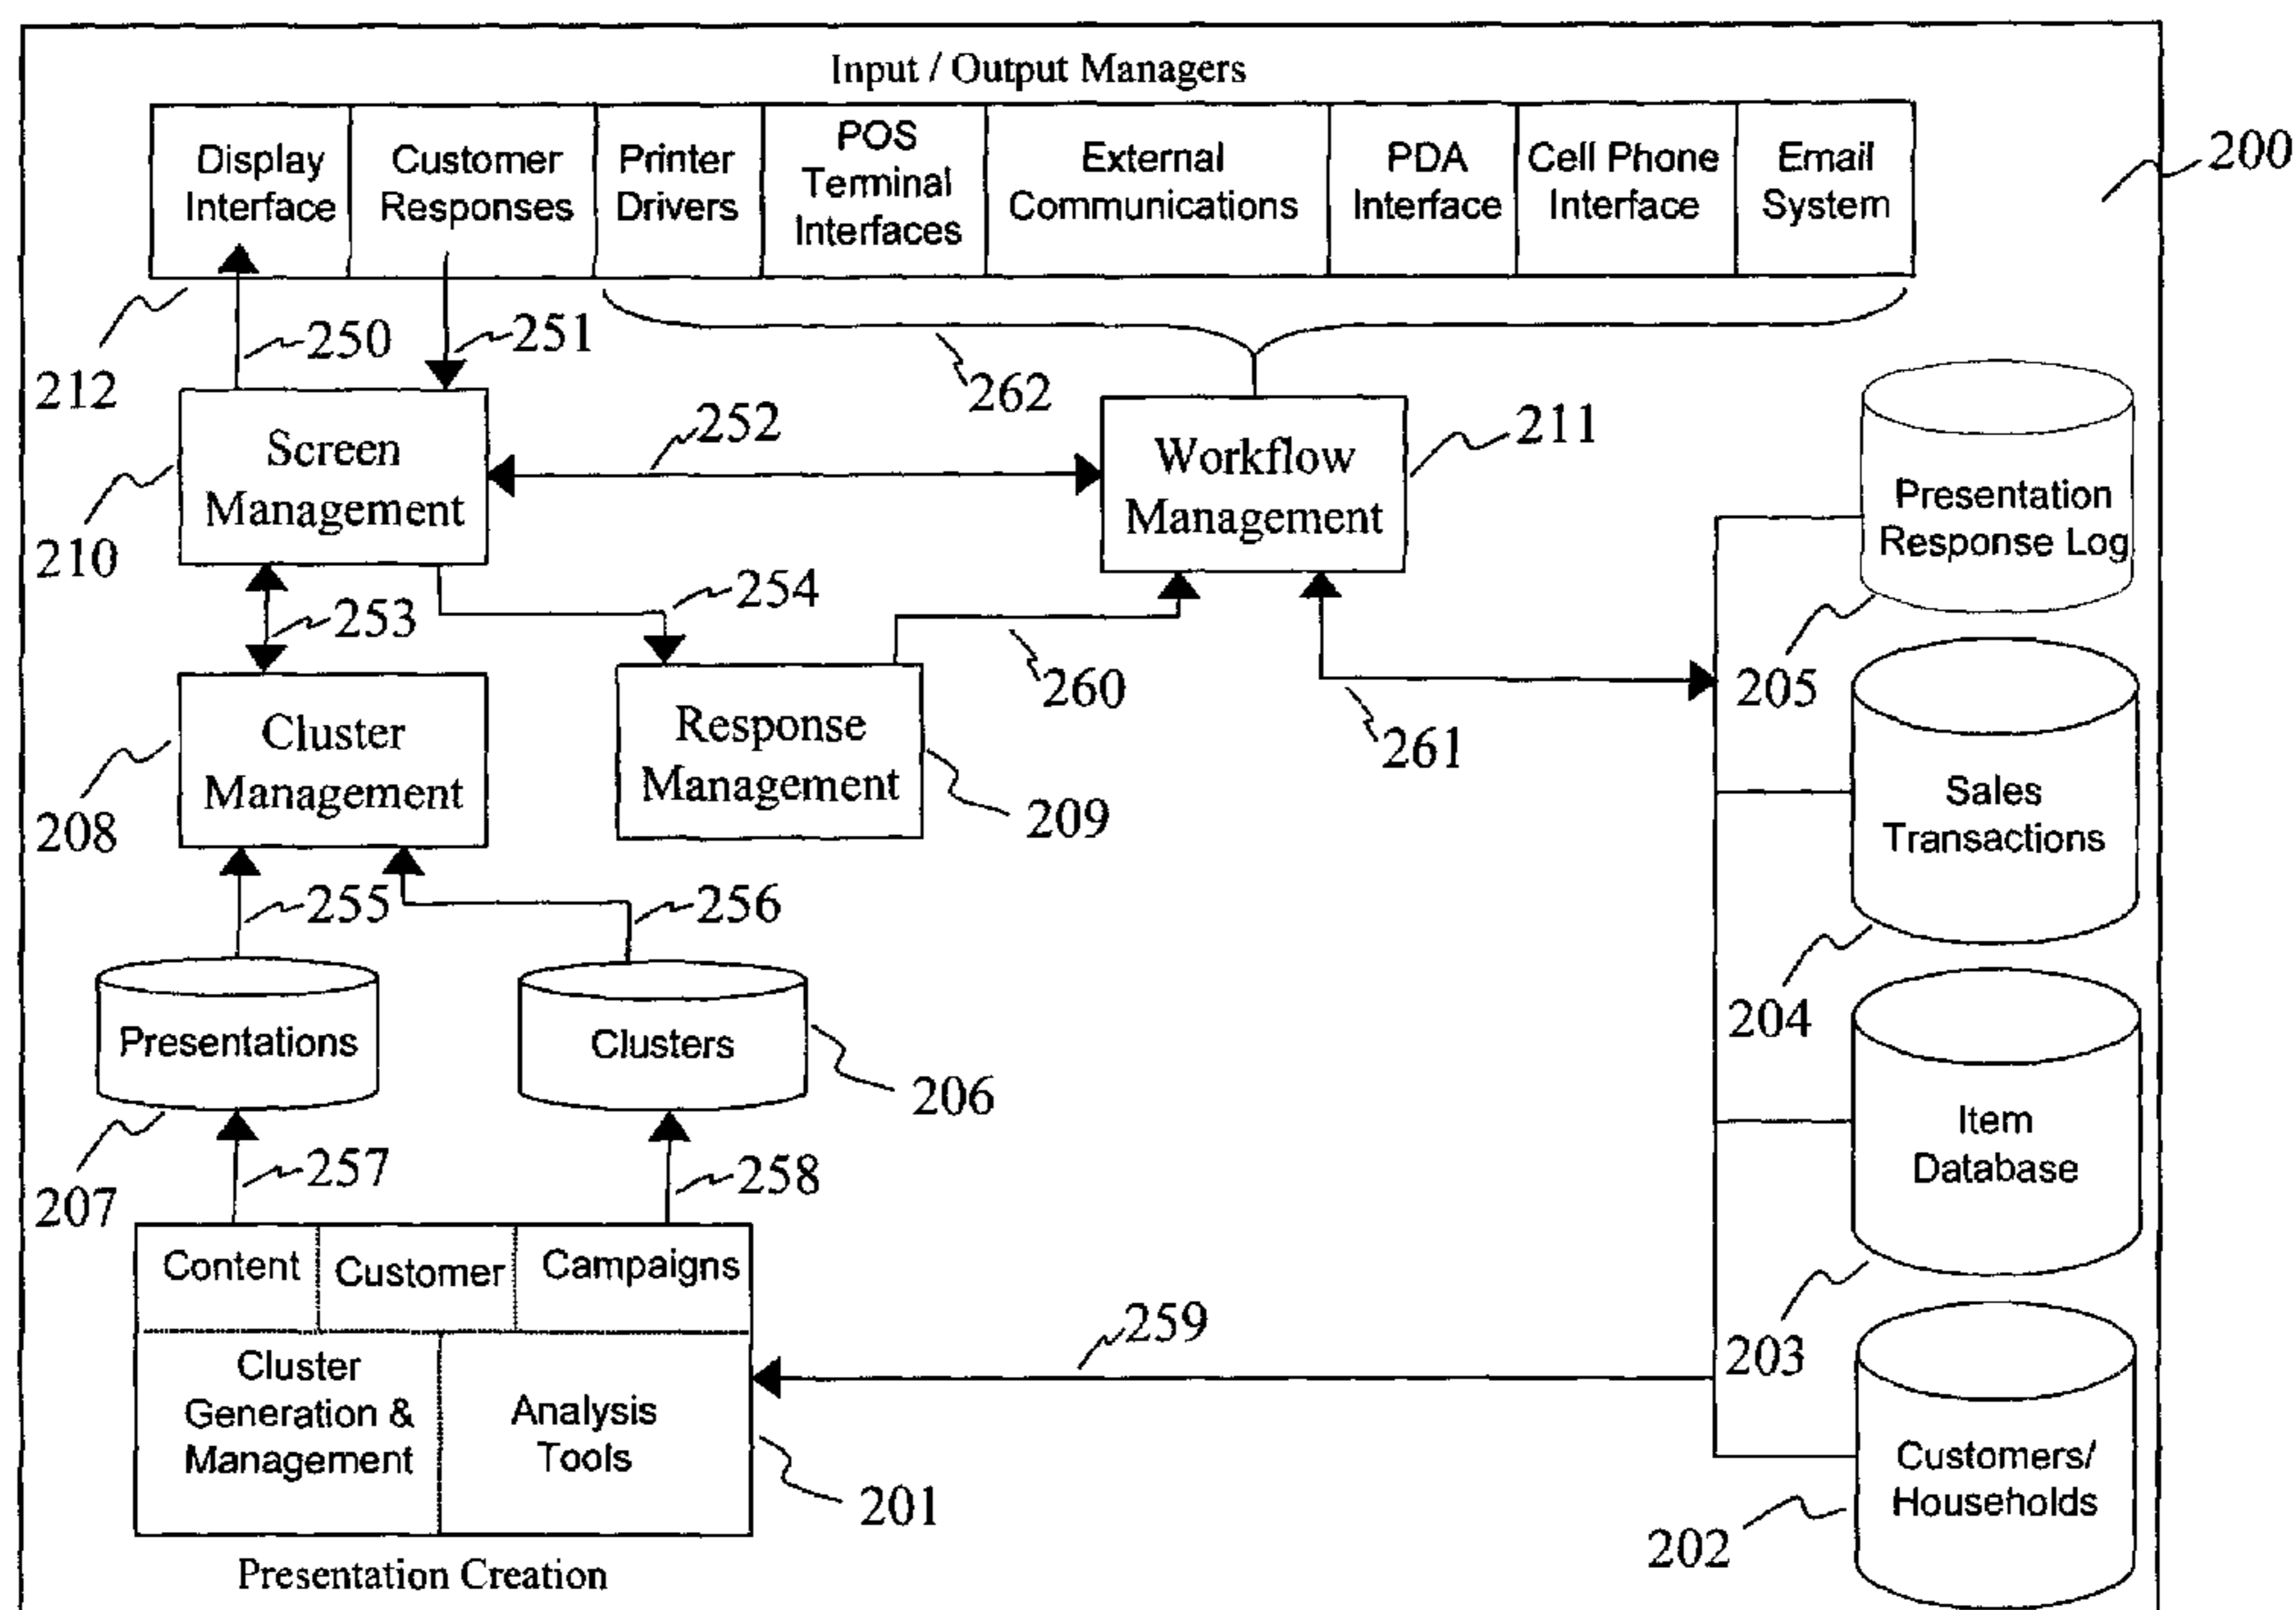 Input / Output Managers
Display
Interface
Customer
Responses
Printer
Drivers
POS
Terminal
Interfaces
External
Communications
PDA
Interface
Cell Phone
Interface
Email
System
200
212
250
251
262
Screen
Management
210
252
Workflow
Management
211
Presentation
Response Log
205
253
254
260
261
Cluster
Management
208
Response
Management
209
Sales
Transactions
204
255
256
Presentations
207
Clusters
206
Item
Database
203
257
258
Content
Customer
Campaigns
Cluster
Generation &
Management
Analysis
Tools
201
259
Customers/
Households
202
Presentation Creation